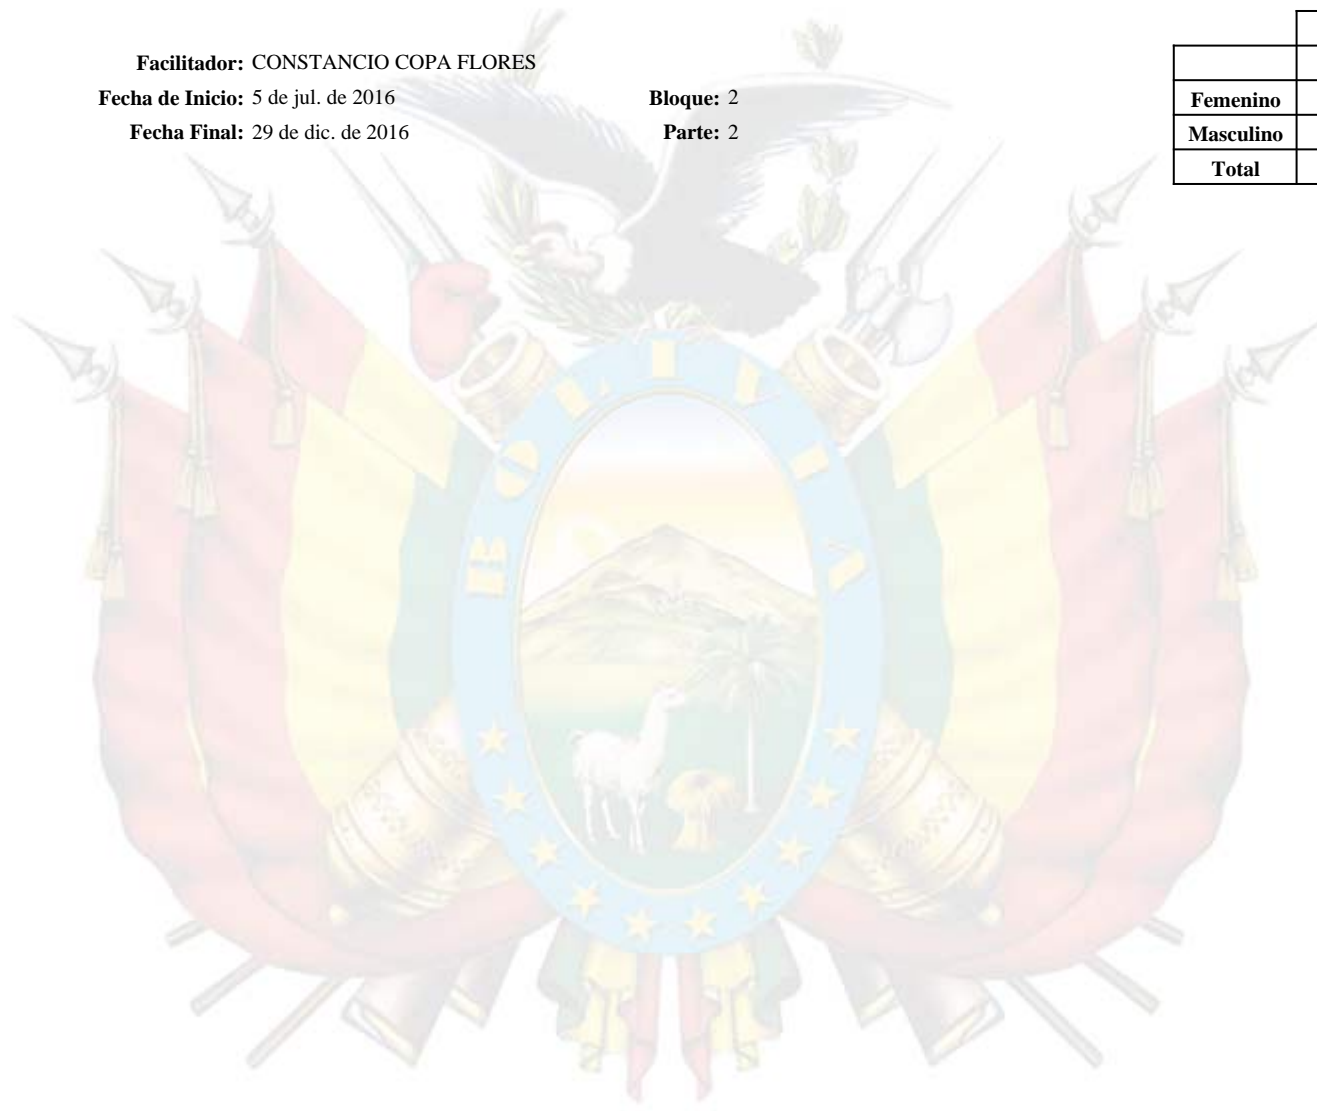 Facilitador: CONSTANCIO COPA FLORES
Fecha de Inicio: 5 de jul. de 2016 Bloque: 2
Fecha Final: 29 de dic. de 2016 Parte: 2
Femenino
Masculino
Total
BOLIVIA